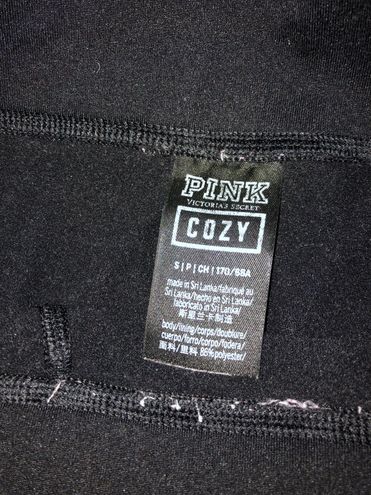 PINK
VICTORIA'S SECRET
COZY
S | P | CH | 170/68A
made in Sri Lanka/fabriqué au
Sri Lanka/hecho en Sri Lanka/
fabricato in Sri Lanka/
斯里兰卡制造
body/lining/corps/doublure/
cuerpo/forro/corpo/fodera/
面料/里料: 86% polyester/